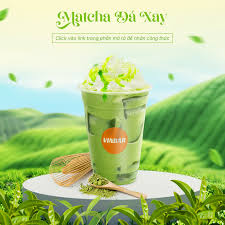 Matcha Đá Xay
Click vào link trong phần mô tả để nhận công thức
VINBAR